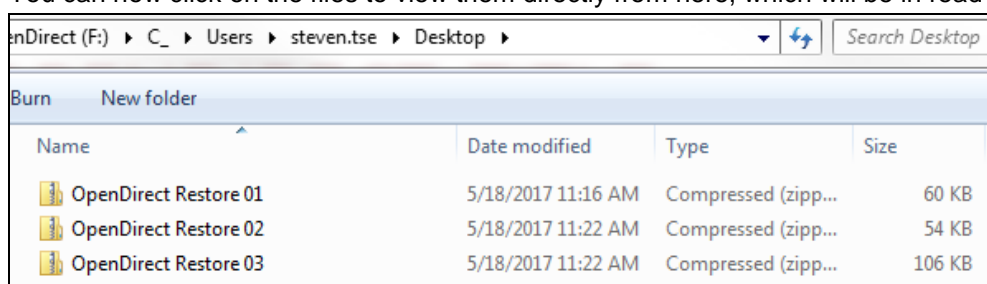 You can now click on the files to view them directly from here, which will be in read
enDirect (F:) ▸ C_ ▸ Users ▸ steven.tse ▸ Desktop ▸ Search Desktop
Burn New folder
Name Date modified Type Size
OpenDirect Restore 01 5/18/2017 11:16 AM Compressed (zipp... 60 KB
OpenDirect Restore 02 5/18/2017 11:22 AM Compressed (zipp... 54 KB
OpenDirect Restore 03 5/18/2017 11:22 AM Compressed (zipp... 106 KB